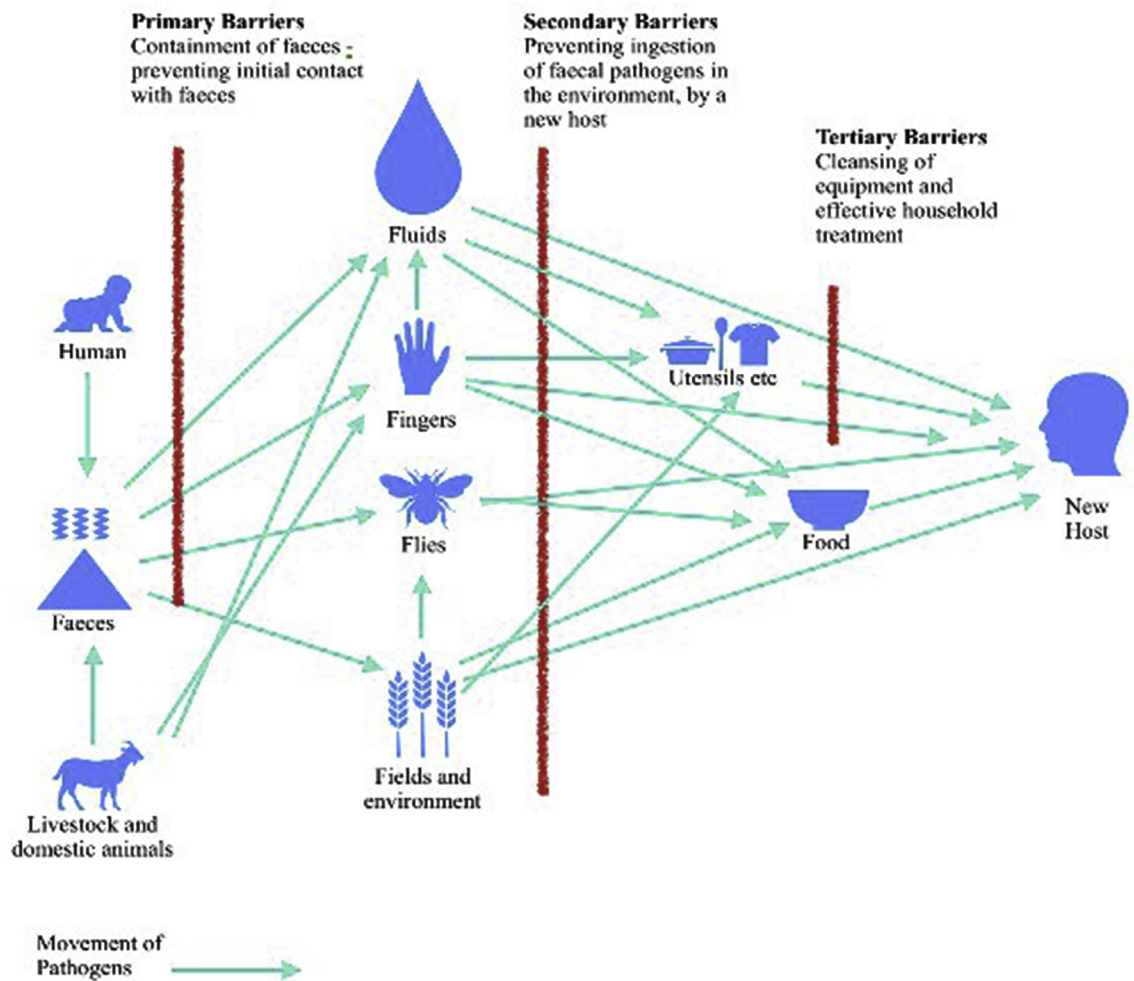 Primary Barriers
Containment of faeces -
preventing initial contact
with faeces
Secondary Barriers
Preventing ingestion
of faecal pathogens in
the environment, by a
new host
Tertiary Barriers
Cleansing of
equipment and
effective household
treatment
Fluids
Human
Utensils etc
Fingers
New
Host
Food
Flies
Faeces
Fields and
environment
Livestock and
domestic animals
Movement of
Pathogens